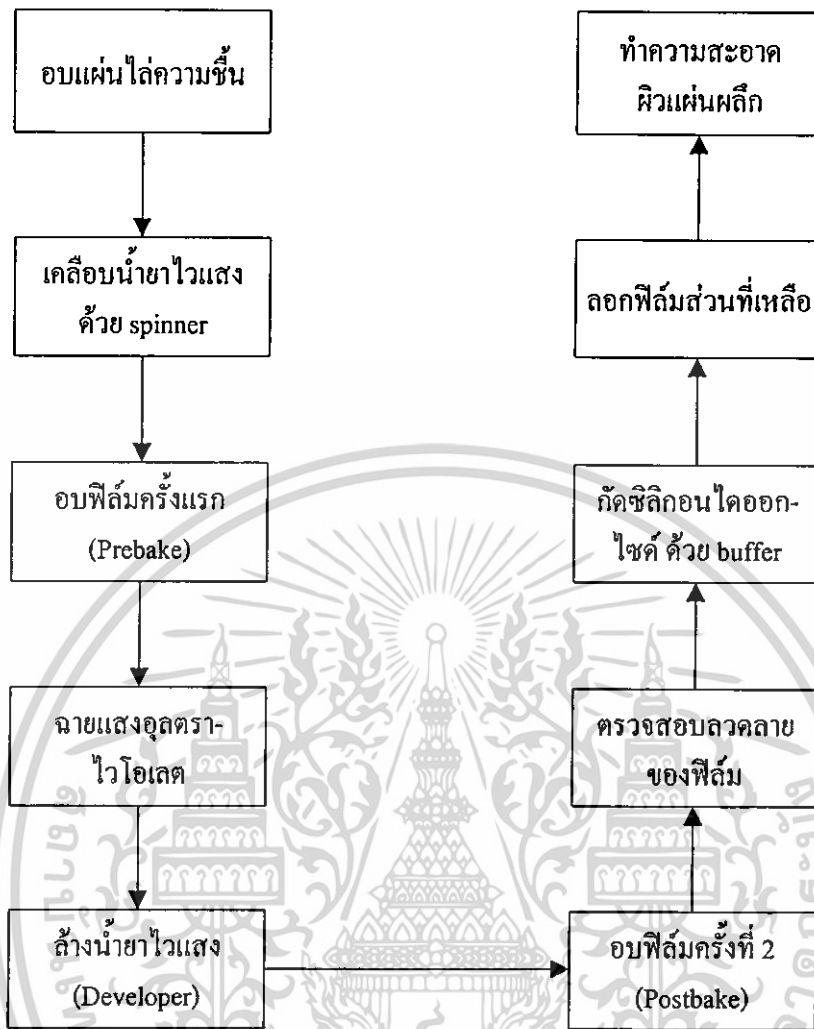 อบแผ่นไล่ความชื้น
เคลือบน้ำยาไวแสง
ด้วย spinner
อบฟิล์มครั้งแรก
(Prebake)
ฉายแสงอุลตรา-
ไวโอเลต
ล้างน้ำยาไวแสง
(Developer)
อบฟิล์มครั้งที่ 2
(Postbake)
ตรวจสอบลวดลาย
ของฟิล์ม
กัดซิลิกอนไดออก-
ไซด์ ด้วย buffer
ลอกฟิล์มส่วนที่เหลือ
ทำความสะอาด
ผิวแผ่นผลึก